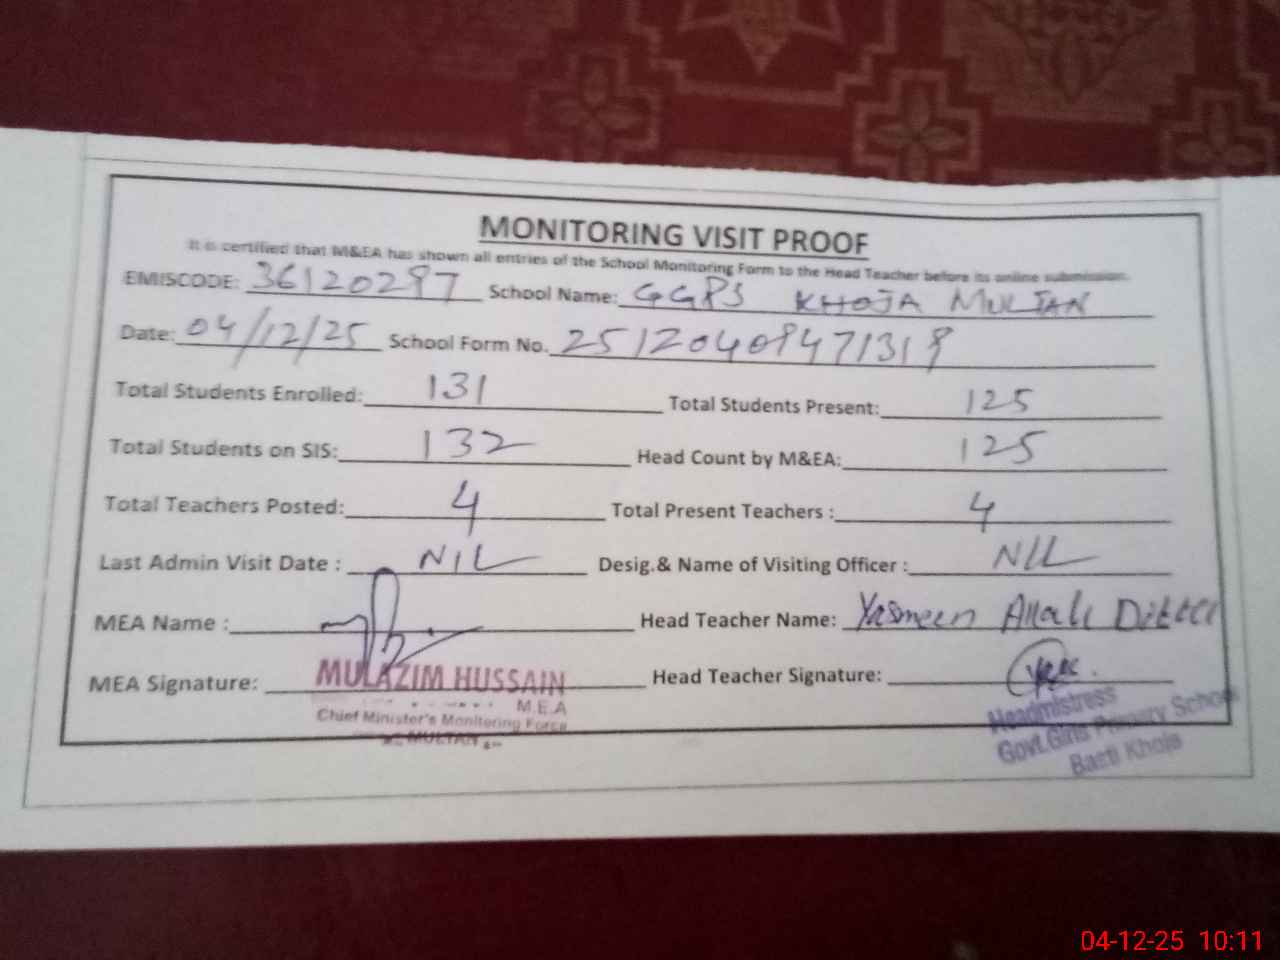 MONITORING VISIT PROOF
It is certified that M&EA has shown all entries of the School Monitoring Form to the Head Teacher before its online submission.
EMISCODE: 36120297 School Name: GGPS KHOJA MULTAN
Date: 04/12/25 School Form No. 25120409471319
Total Students Enrolled: 131 Total Students Present: 125
Total Students on SIS: 132 Head Count by M&EA: 125
Total Teachers Posted: 4 Total Present Teachers : 4
Last Admin Visit Date : NIL Desig.& Name of Visiting Officer : NIL
MEA Name : Head Teacher Name: Yasmeen Allah Ditta
MEA Signature: Head Teacher Signature:
MULAZIM HUSSAIN
M.E.A
Chief Minister's Monitoring Force
MULTAN
Headmistress
Govt.Girls Primary School
Basti Khoja
04-12-25 10:11